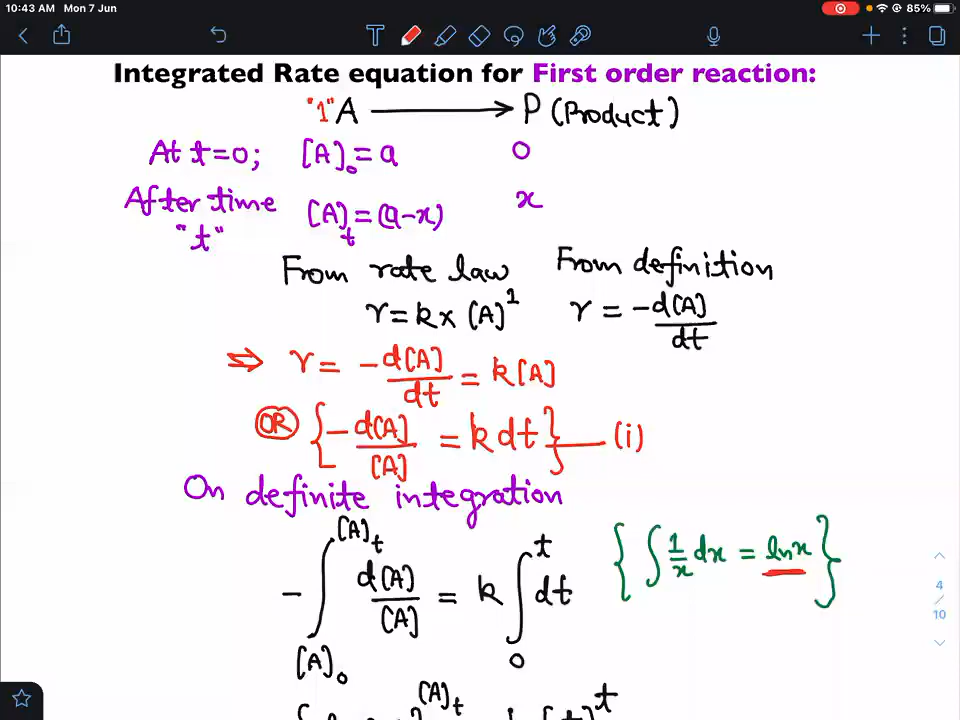 10:43 AM Mon 7 Jun 85%
Integrated Rate equation for First order reaction:
"1"A ⟶ P (Product)
At t=0; [A]₀ = a 0
After time "t" [A]ₜ = (a-x) x
From rate law From definition
r = k x [A]¹ r = -d[A]/dt
⇒ r = -d[A]/dt = k[A]
OR {-d[A]/[A] = k dt} — (i)
On definite integration
-∫_{[A]₀}^{[A]ₜ} d[A]/[A] = k ∫₀ᵗ dt { ∫ 1/x dx = ln x }
4
/
10
[A]ₜ [t]ᵗ